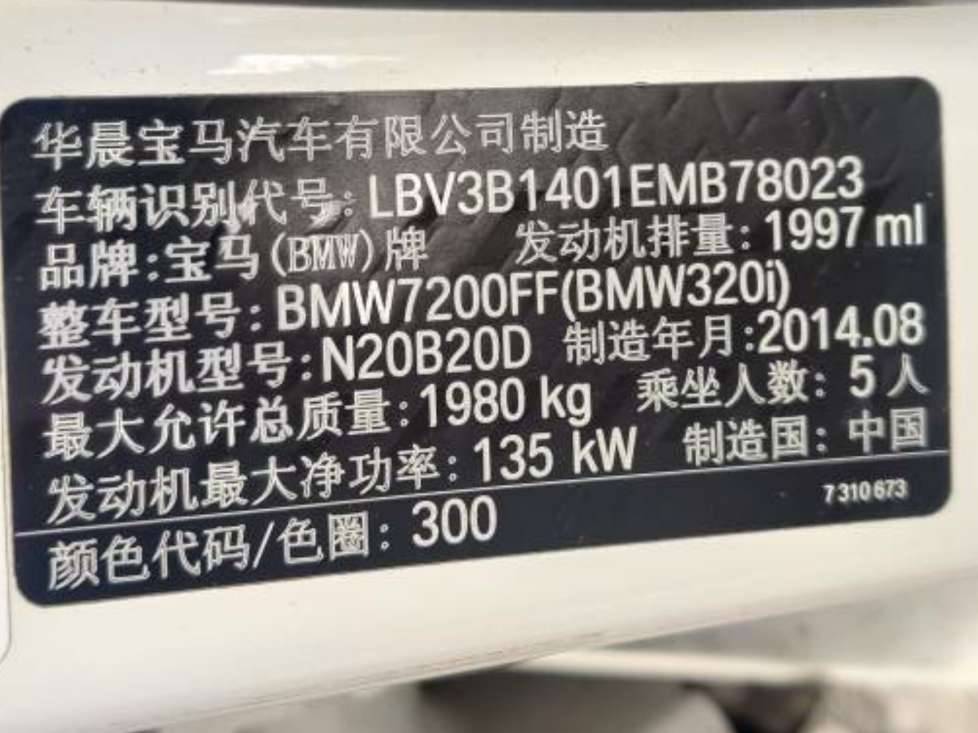 华晨宝马汽车有限公司制造
车辆识别代号: LBV3B1401EMB78023
品牌:宝马(BMW)牌 发动机排量: 1997 ml
整车型号: BMW7200FF(BMW320i)
发动机型号: N20B20D 制造年月:2014.08
最大允许总质量: 1980 kg 乘坐人数: 5 人
发动机最大净功率: 135 kW 制造国: 中国
7 310 673
颜色代码/色圈: 300